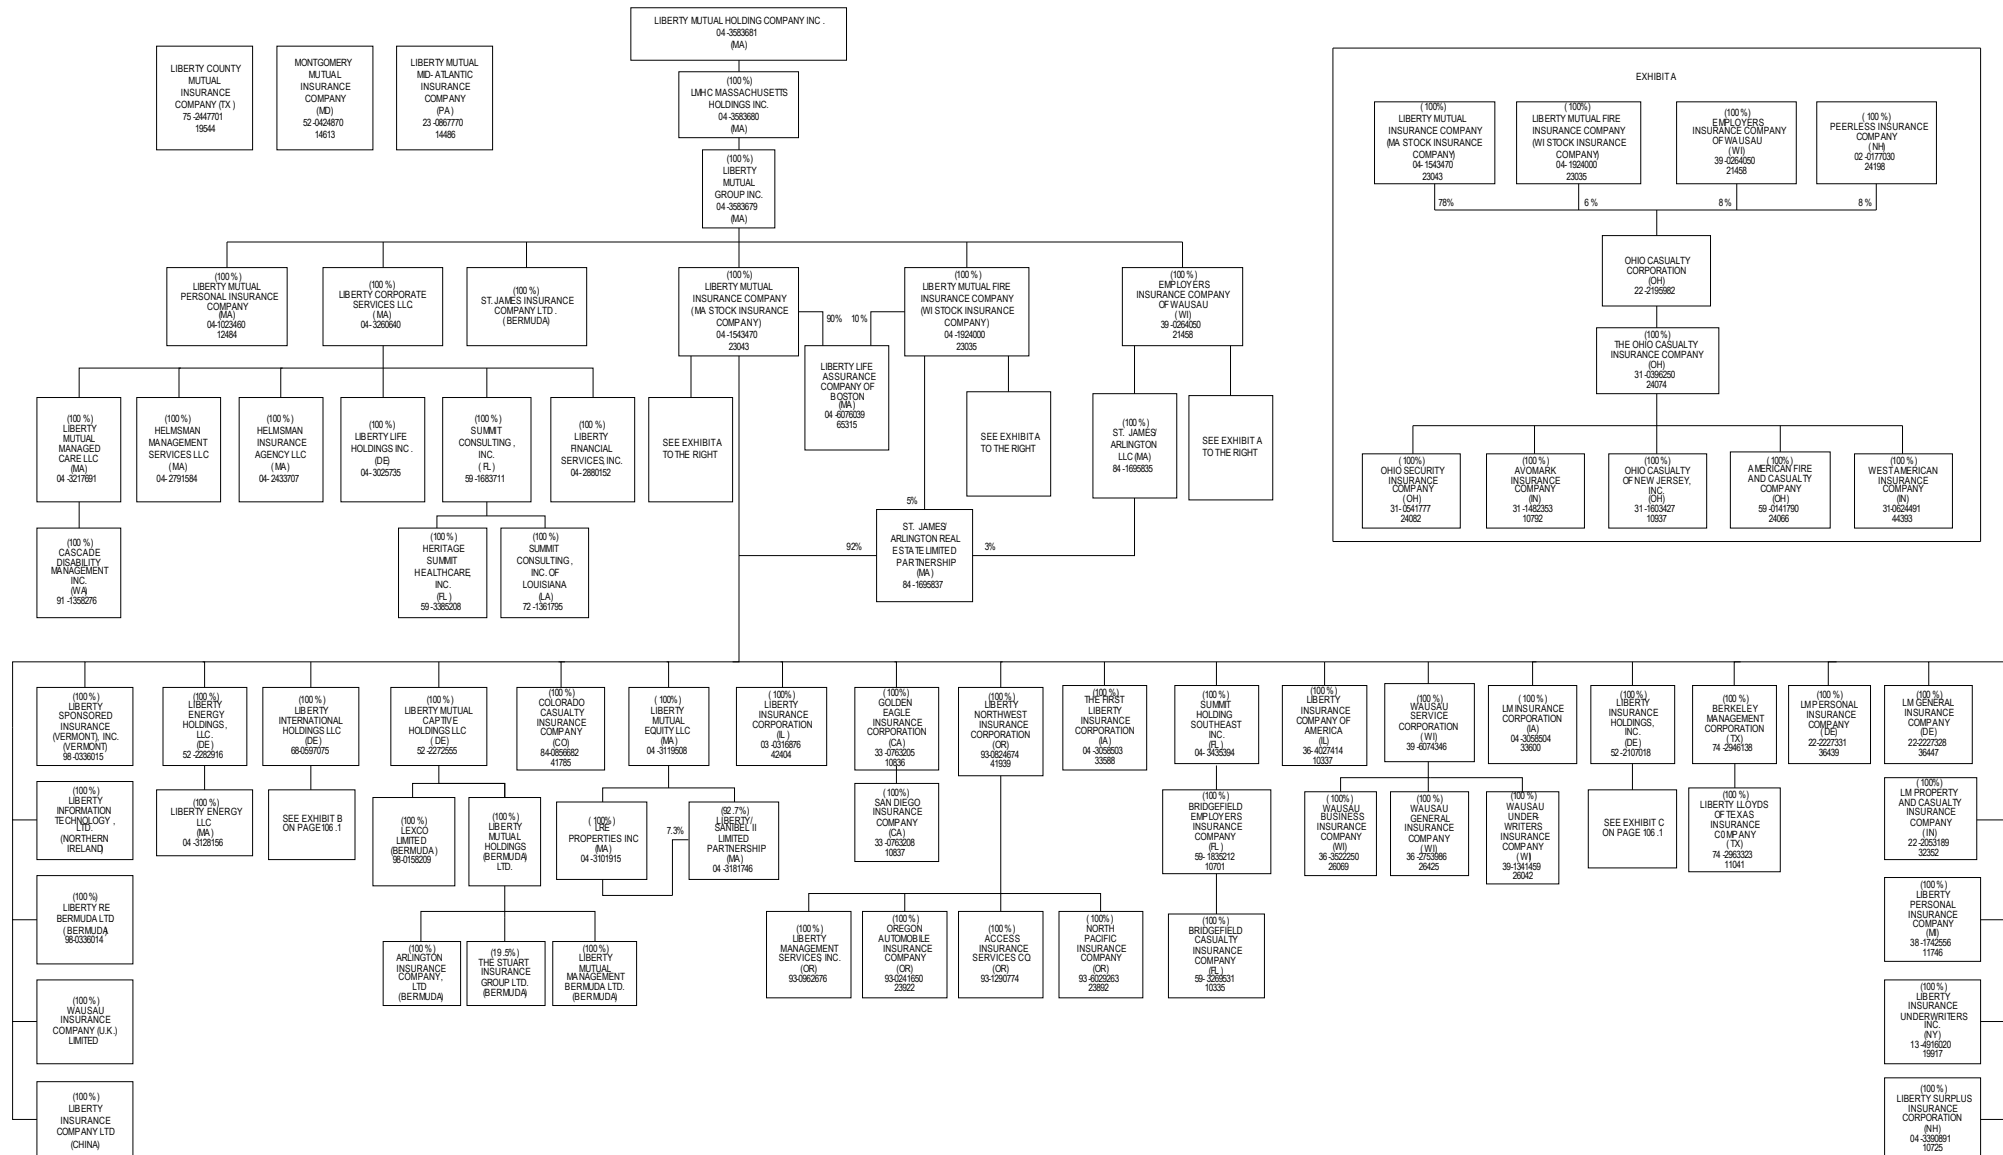 LIBERTY MUTUAL HOLDING COMPANY INC .
04 -3583681
(MA)
LIBERTY COUNTY
MUTUAL
INSURANCE
COMPANY (TX )
75 -2447701
19544
MONTGOMERY
MUTUAL
INSURANCE
COMPANY
(MD)
52 -0424870
14613
LIBERTY MUTUAL
MID- ATLANTIC
INSURANCE
COMPANY
(PA )
23 -0867770
14486
(100 %)
LMHC MASSACHUSETTS
HOLDINGS INC.
04 -3583680
(MA)
(100 %)
LIBERTY
MUTUAL
GROUP INC.
04 -3583679
(MA)
EXHIBIT A
( 100%)
LIBERTY MUTUAL
INSURANCE COMPANY
(MA STOCK INSURANCE
COMPANY)
04- 1543470
23043
( 100%)
LIBERTY MUTUAL FIRE
INSURANCE COMPANY
(WI STOCK INSURANCE
COMPANY)
04- 1924000
23035
(100 %)
EMPLOYERS
INSURANCE COMPANY
OF WAUSAU
( WI)
39 -0264050
21458
( 100 %)
PEERLESS INSURANCE
COMPANY
( NH)
02 -0177030
24198
78%
6 %
8 %
8 %
OHIO CASUALTY
CORPORATION
(OH)
22 -2195982
(100 %)
THE OHIO CASUALTY
INSURANCE COMPANY
(OH)
31 -0396250
24074
(100%)
OHIO SECURITY
INSURANCE
COMPANY
( OH)
31- 0541777
24082
(100 %)
AVOMARK
INSURANCE
COMPANY
(IN)
31 -1482353
10792
(100%)
OHIO CASUALTY
OF NEW JERSEY,
INC.
(OH)
31 -1603427
10937
(100%)
AMERICAN FIRE
AND CASUALTY
COMPANY
(OH)
59 -0141790
24066
(100 %)
WEST AMERICAN
INSURANCE
COMPANY
(IN)
31-0624491
44393
(100 %)
LIBERTY MUTUAL
PERSONAL INSURANCE
COMPANY
(MA)
04-1023460
12484
(100 %)
LIBERTY CORPORATE
SERVICES LLC
( MA)
04- 3260640
(100 %)
ST. JAMES INSURANCE
COMPANY LTD .
( BERMUDA)
(100 %)
LIBERTY MUTUAL
INSURANCE COMPANY
( MA STOCK INSURANCE
COMPANY)
04 -1543470
23043
90%
10 %
(100 %)
LIBERTY MUTUAL FIRE
INSURANCE COMPANY
(WI STOCK INSURANCE
COMPANY)
04 -1924000
23035
(100 %)
EMPLOYERS
INSURANCE COMPANY
OF WAUSAU
( WI)
39 -0264050
21458
LIBERTY LIFE
ASSURANCE
COMPANY OF
BOSTON
(MA)
04 -6076039
65315
(100 %)
LIBERTY
MUTUAL
MANAGED
CARE LLC
(MA)
04 -3217691
(100 %)
HELMSMAN
MANAGEMENT
SERVICES LLC
( MA)
04- 2791584
(100 %)
HELMSMAN
INSURANCE
AGENCY LLC
( MA)
04- 2433707
(100 %)
LIBERTY LIFE
HOLDINGS INC .
(DE)
04- 3025735
(100 %)
SUMMIT
CONSULTING ,
INC.
( FL)
59 -1683711
(100 %)
LIBERTY
FINANCIAL
SERVICES, INC.
04- 2880152
SEE EXHIBIT A
TO THE RIGHT
SEE EXHIBIT A
TO THE RIGHT
(100 %)
ST. JAMES/
ARLINGTON
LLC (MA)
84 -1695835
SEE EXHIBIT A
TO THE RIGHT
(100 %)
CASCADE
DISABILITY
MANAGEMENT
INC.
(WA)
91 -1358276
(100 %)
HERITAGE
SUMMIT
HEALTHCARE,
INC.
(FL )
59 -3385208
(100 %)
SUMMIT
CONSULTING ,
INC. OF
LOUISIANA
(LA)
72 -1361795
5%
92%
3%
ST. JAMES/
ARLINGTON REAL
ESTATE LIMITED
PARTNERSHIP
(MA )
84 -1695837
(100 %)
LIBERTY
SPONSORED
INSURANCE
(VERMONT), INC.
(VERMONT)
98 -0336015
(100 %)
LIBERTY
ENERGY
HOLDINGS,
LLC.
(DE)
52 -2282916
(100 %)
LIBERTY
INTERNATIONAL
HOLDINGS LLC
(DE)
68-0597075
(100 %)
LIBERTY MUTUAL
CAPTIVE
HOLDINGS LLC
( DE)
52 -2272555
(100 %)
COLORADO
CASUALTY
INSURANCE
COMPANY
(CO)
84-0856682
41785
( 100%)
LIBERTY
MUTUAL
EQUITY LLC
(MA)
04 -3119508
( 100%)
LIBERTY
INSURANCE
CORPORATION
(IL )
03 -0316876
42404
(100%)
GOLDEN
EAGLE
INSURANCE
CORPORATION
(CA)
33 -0763205
10836
(100 %)
LIBERTY
NORTHWEST
INSURANCE
CORPORATION
(OR)
93-0824674
41939
(100 %)
THE FIRST
LIBERTY
INSURANCE
CORPORATION
(IA)
04 -3058503
33588
(100 %)
SUMMIT
HOLDING
SOUTHEAST
INC.
(FL)
04- 3435394
( 100%)
LIBERTY
INSURANCE
COMPANY OF
AMERICA
(IL)
36- 4027414
10337
(100 %)
WAUSAU
SERVICE
CORPORATION
( WI)
39 -6074346
( 100 %)
LM INSURANCE
CORPORATION
(IA)
04 -3058504
33600
(100 %)
LIBERTY
INSURANCE
HOLDINGS,
INC.
(DE)
52 -2107018
(100 %)
BERKELEY
MANAGEMENT
CORPORATION
( TX)
74 -2946138
(100 %)
LM PERSONAL
INSURANCE
COMPANY
( DE)
22-2227331
36439
(100 %)
LM GENERAL
INSURANCE
COMPANY
(DE)
22-2227328
36447
(100 %)
LIBERTY
INFORMATION
TECHNOLOGY ,
LTD.
(NORTHERN
IRELAND)
(100 %)
LIBERTY ENERGY
LLC
(MA)
04 -3128156
SEE EXHIBIT B
ON PAGE 106 .1
(100 %)
LEXCO
LIMITED
(BERMUDA)
98-0158209
(100 %)
LIBERTY
MUTUAL
HOLDINGS
(BERMUDA)
LTD.
( 100%)
LRE
PROPERTIES INC
(MA)
04 -3101915
7.3%
(92.7%)
LIBERTY/
SANIBEL II
LIMITED
PARTNERSHIP
(MA)
04 -3181746
(100%)
SAN DIEGO
INSURANCE
COMPANY
(CA)
33 -0763208
10837
(100 %)
BRIDGEFIELD
EMPLOYERS
INSURANCE
COMPANY
(FL)
59- 1835212
10701
( 100%)
WAUSAU
BUSINESS
INSURANCE
COMPANY
(WI)
36 -3522250
26069
(100 %)
WAUSAU
GENERAL
INSURANCE
COMPANY
( WI)
36 -2753986
26425
(100 %)
WAUSAU
UNDER-
WRITERS
INSURANCE
COMPANY
( WI)
39-1341459
26042
SEE EXHIBIT C
ON PAGE 106 .1
(100 %)
LIBERTY LLOYDS
OF TEXAS
INSURANCE
COMPANY
( TX)
74 -2963323
11041
( 100%)
LM PROPERTY
AND CASUALTY
INSURANCE
COMPANY
( IN)
22 -2053189
32352
(100 %)
LIBERTY RE
BERMUDA LTD
( BERMUDA)
98-0336014
(100 %)
ARLINGTON
INSURANCE
COMPANY,
LTD
(BERMUDA)
(19 .5%)
THE STUART
INSURANCE
GROUP LTD.
(BERMUDA)
(100 %)
LIBERTY
MUTUAL
MANAGEMENT
BERMUDA LTD.
(BERMUDA)
(100 %)
LIBERTY
MANAGEMENT
SERVICES, INC.
(OR)
93-0962676
(100 %)
OREGON
AUTOMOBILE
INSURANCE
COMPANY
(OR)
93-0241650
23922
(100 %)
ACCESS
INSURANCE
SERVICES CO.
(OR)
93-1290774
( 100%)
NORTH
PACIFIC
INSURANCE
COMPANY
(OR)
93 -6029263
23892
(100 %)
BRIDGEFIELD
CASUALTY
INSURANCE
COMPANY
(FL)
59- 3269531
10335
(100 %)
LIBERTY
PERSONAL
INSURANCE
COMPANY
(MI)
38 -1742556
11746
(100 %)
WAUSAU
INSURANCE
COMPANY (U.K.)
LIMITED
(100 %)
LIBERTY
INSURANCE
UNDERWRITERS
INC.
(NY)
13 -4916020
19917
(100 %)
LIBERTY
INSURANCE
COMPANY LTD
(CHINA)
(100 %)
LIBERTY SURPLUS
INSURANCE
CORPORATION
(NH)
04 -3390891
10725